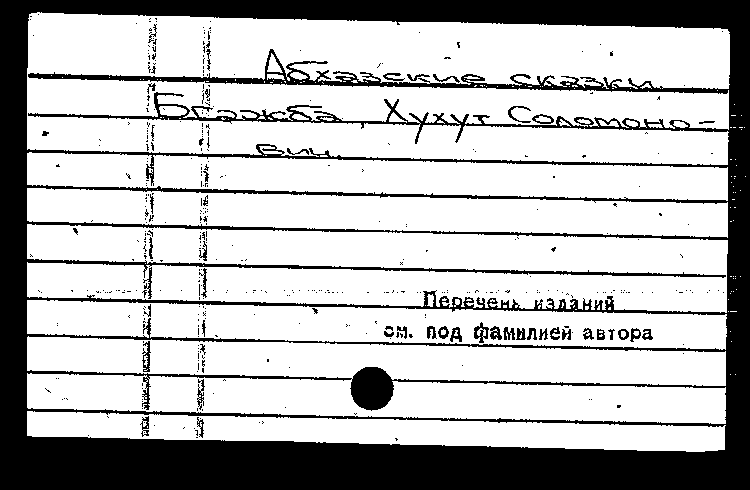 Абхазские сказки.
Бгажба, Хухут Соломоно-
вич.
Перечень изданий
см. под фамилией автора